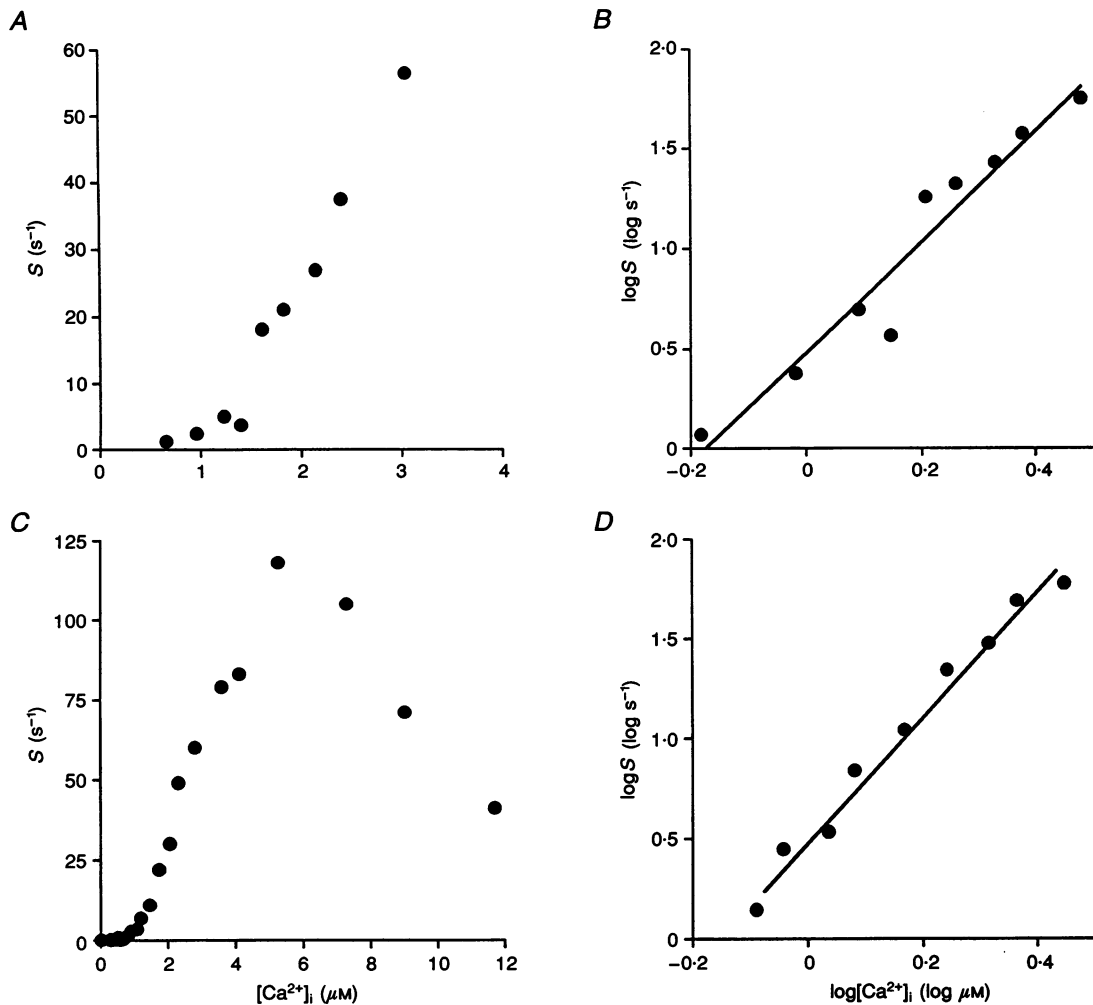 A
60
50
40
30
20
10
0
S (s⁻¹)
0 1 2 3 4
B
2·0
1·5
1·0
0·5
0
logS (log s⁻¹)
−0·2 0 0·2 0·4
C
125
100
75
50
25
0
S (s⁻¹)
0 2 4 6 8 10 12
[Ca²⁺]ᵢ (μM)
D
2·0
1·5
1·0
0·5
0
logS (log s⁻¹)
−0·2 0 0·2 0·4
log[Ca²⁺]ᵢ (log μM)